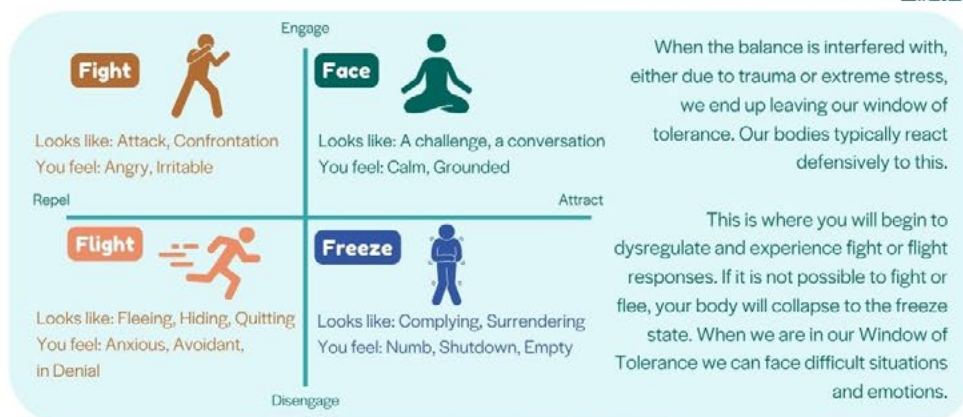 Engage
Fight
Face
Looks like: Attack, Confrontation
You feel: Angry, Irritable
Looks like: A challenge, a conversation
You feel: Calm, Grounded
Repel
Attract
Flight
Freeze
Looks like: Fleeing, Hiding, Quitting
You feel: Anxious, Avoidant,
in Denial
Looks like: Complying, Surrendering
You feel: Numb, Shutdown, Empty
Disengage
When the balance is interfered with,
either due to trauma or extreme stress,
we end up leaving our window of
tolerance. Our bodies typically react
defensively to this.
This is where you will begin to
dysregulate and experience fight or flight
responses. If it is not possible to fight or
flee, your body will collapse to the freeze
state. When we are in our Window of
Tolerance we can face difficult situations
and emotions.